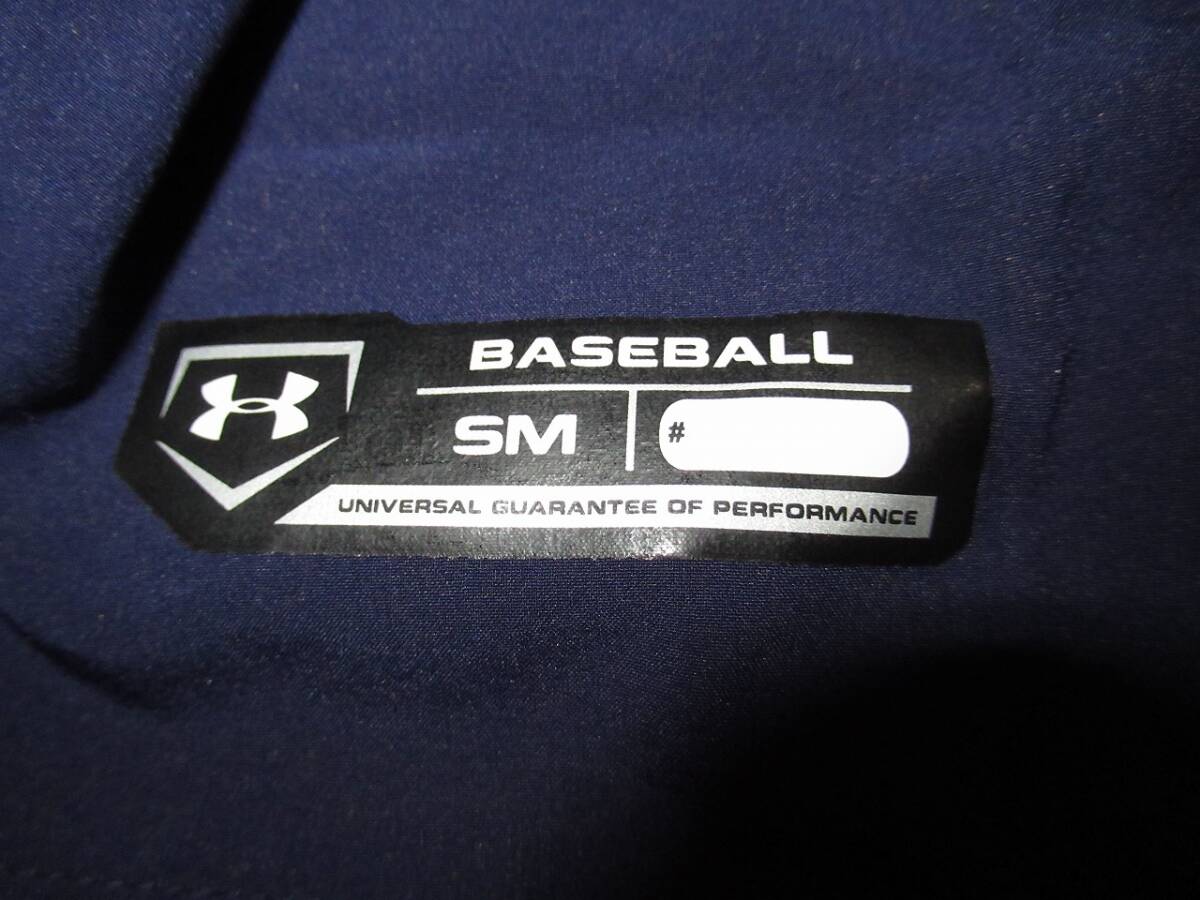 BASEBALL
SM
#
UNIVERSAL GUARANTEE OF PERFORMANCE